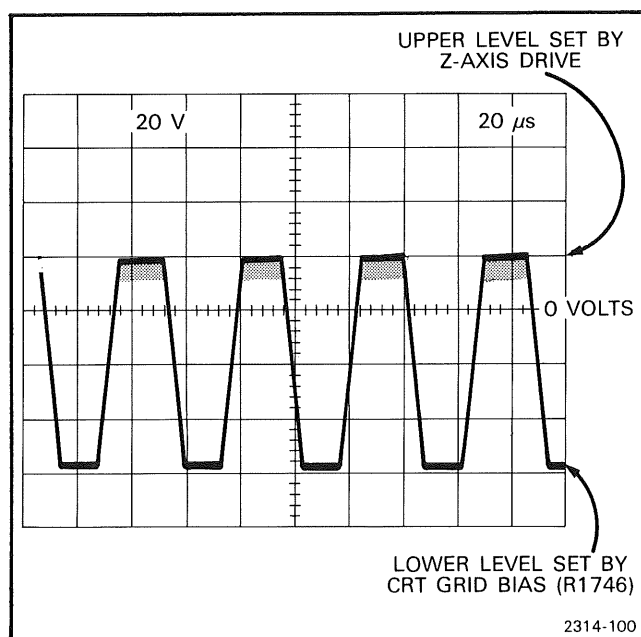 UPPER LEVEL SET BY
Z-AXIS DRIVE
20 V
20 μs
0 VOLTS
LOWER LEVEL SET BY
CRT GRID BIAS (R1746)
2314-100